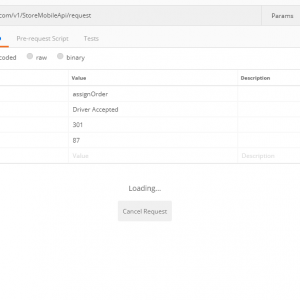 com/v1/StoreMobileApi/request
Params
Pre-request Script
Tests
coded
raw
binary
Value
Description
assignOrder
Driver Accepted
301
87
Value
Description
Loading...
Cancel Request